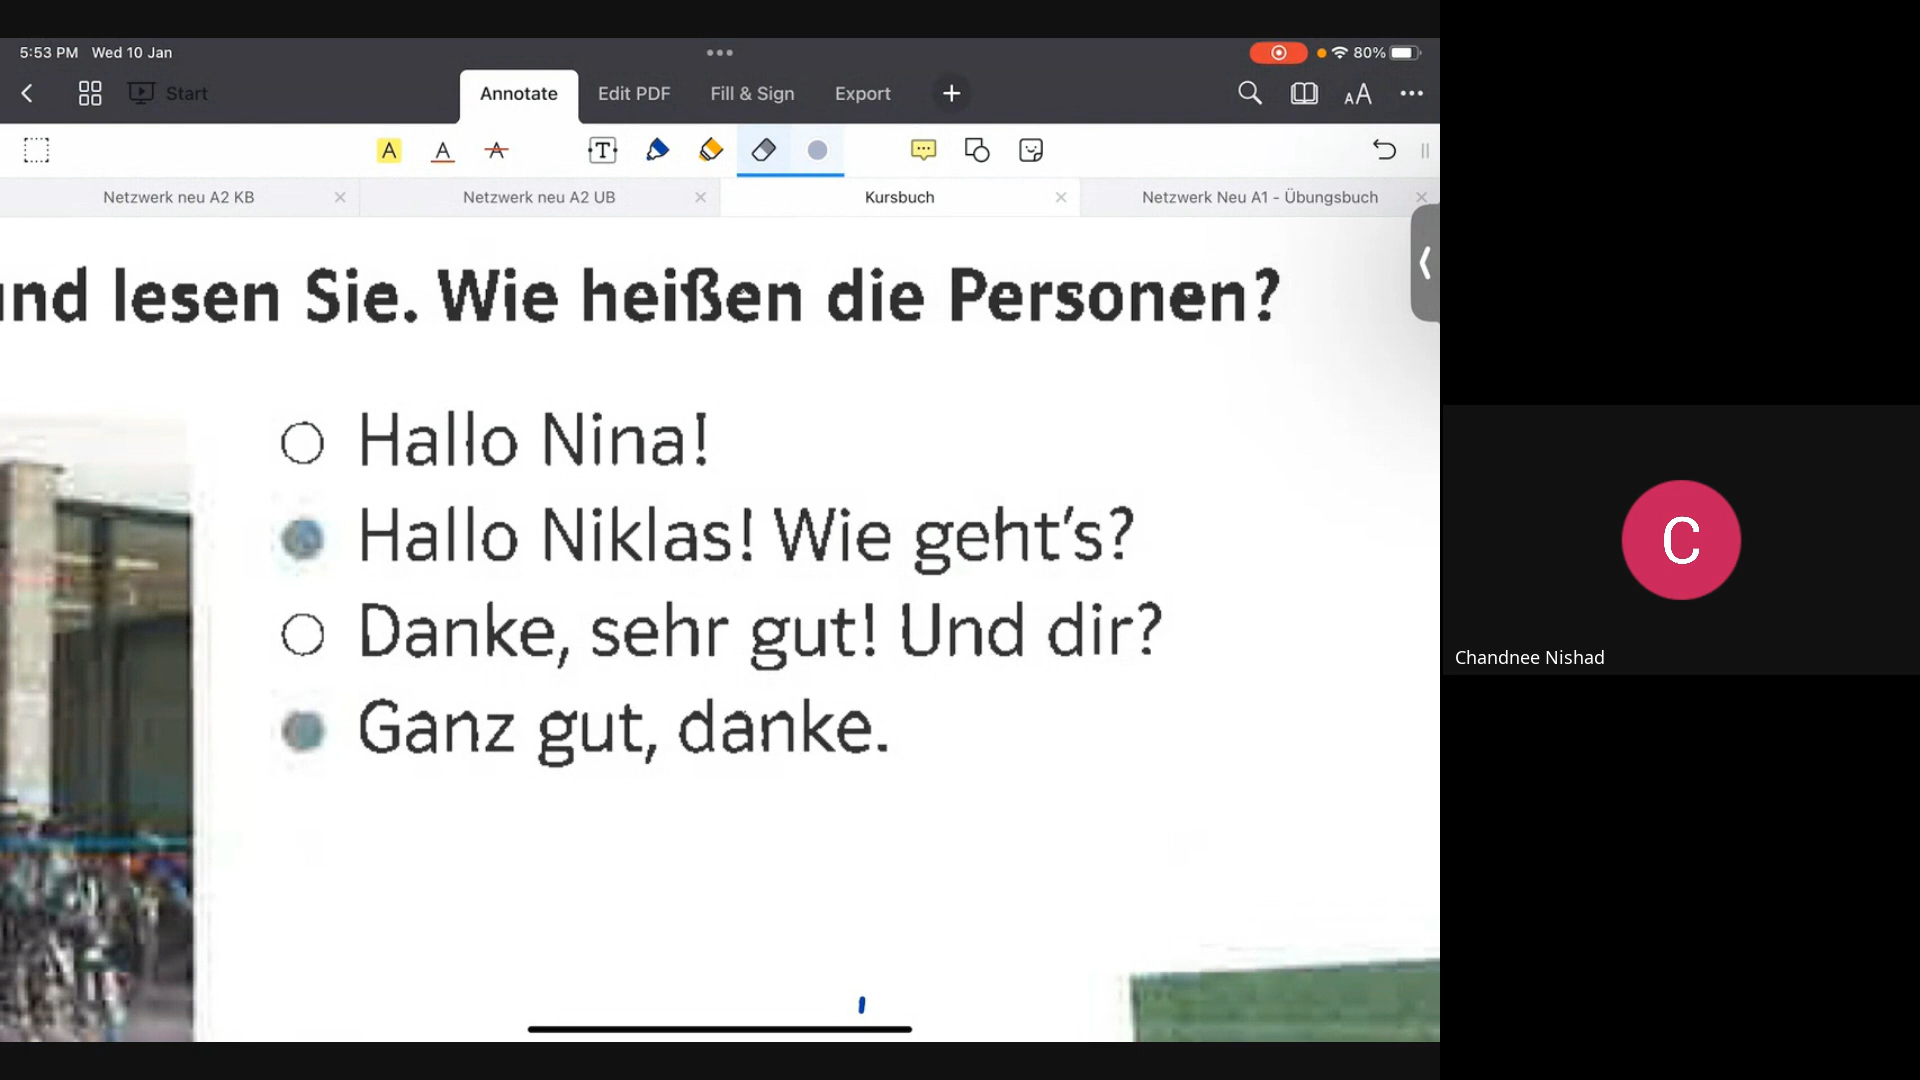 5:53 PM Wed 10 Jan
80%
Start
Annotate
Edit PDF
Fill & Sign
Export
A A A T
AA
Netzwerk neu A2 KB
Netzwerk neu A2 UB
Kursbuch
Netzwerk Neu A1 - Übungsbuch
lesen Sie. Wie heißen die Personen?
Hallo Nina!
Hallo Niklas! Wie geht's?
Danke, sehr gut! Und dir?
Ganz gut, danke.
C
Chandnee Nishad